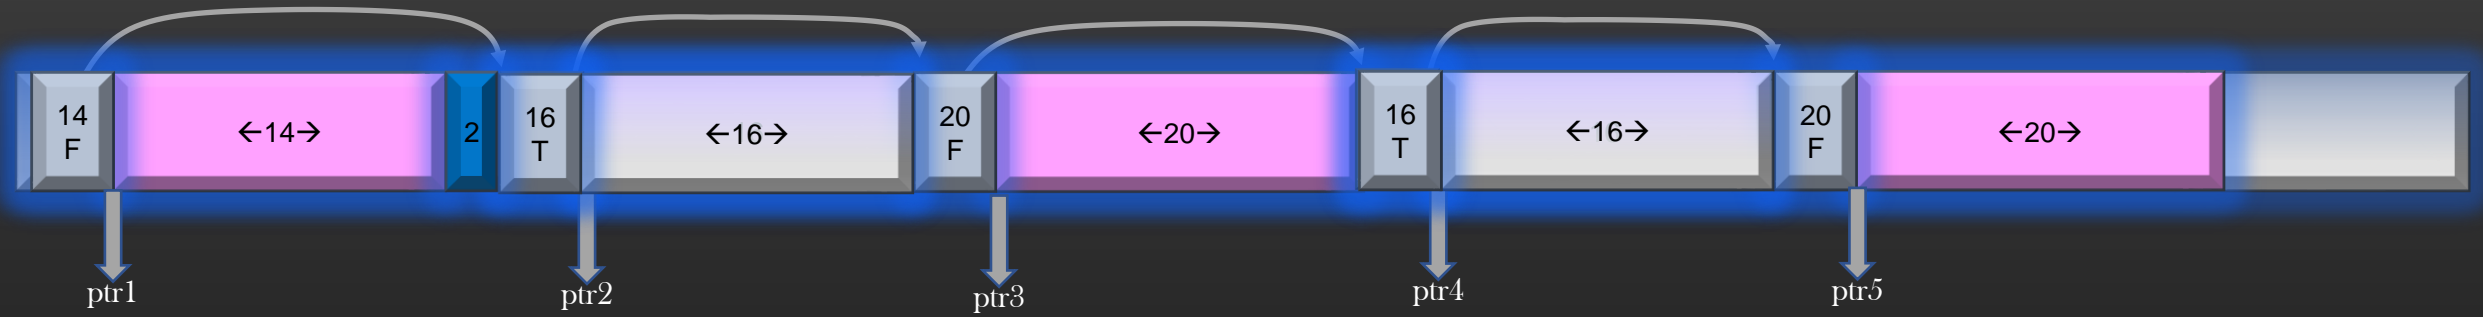 14
F
←14→
2
16
T
←16→
20
F
←20→
16
T
←16→
20
F
←20→
ptr1
ptr2
ptr3
ptr4
ptr5